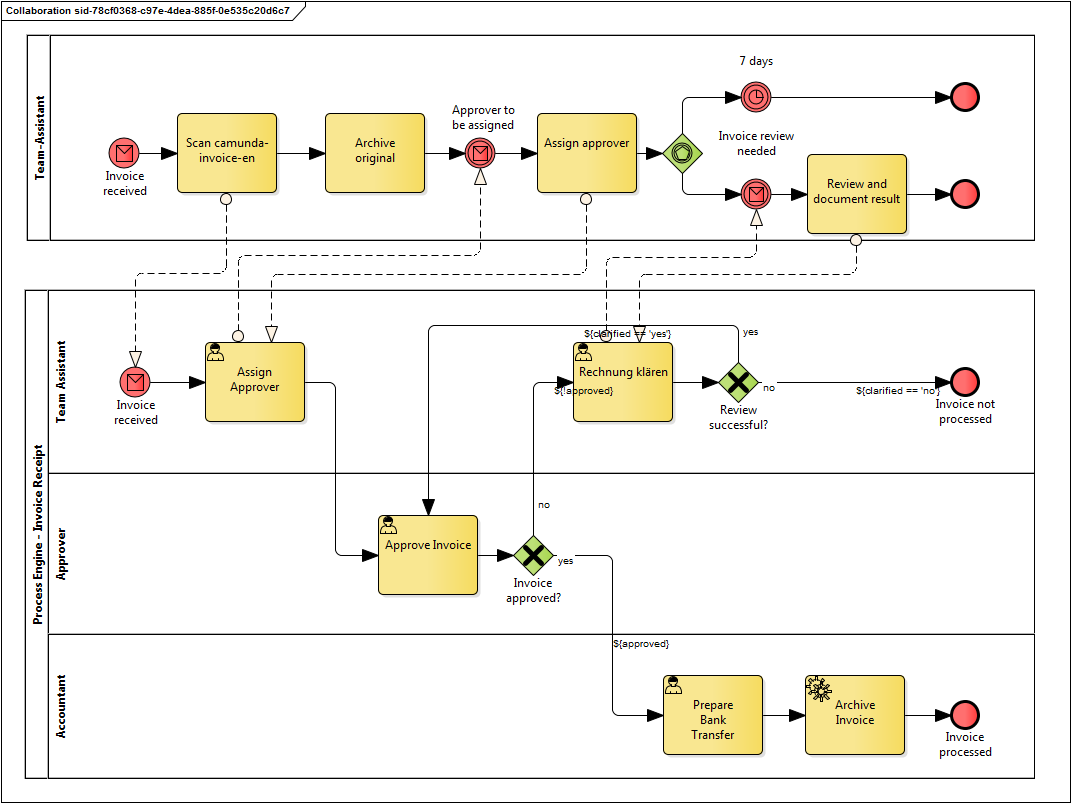 Collaboration sid-78cf0368-c97e-4dea-885f-0e535c20d6c7
Team-Assistant
Invoice
received
Scan camunda-
invoice-en
Archive
original
Approver to
be assigned
Assign approver
7 days
Invoice review
needed
Review and
document result
Process Engine - Invoice Receipt
Team Assistant
Invoice
received
Assign
Approver
${clarified == 'yes'}
yes
Rechnung klären
${!approved}
Review
successful?
no
${clarified == 'no'}
Invoice not
processed
Approver
Approve Invoice
no
Invoice
approved?
yes
${approved}
Accountant
Prepare
Bank
Transfer
Archive
Invoice
Invoice
processed